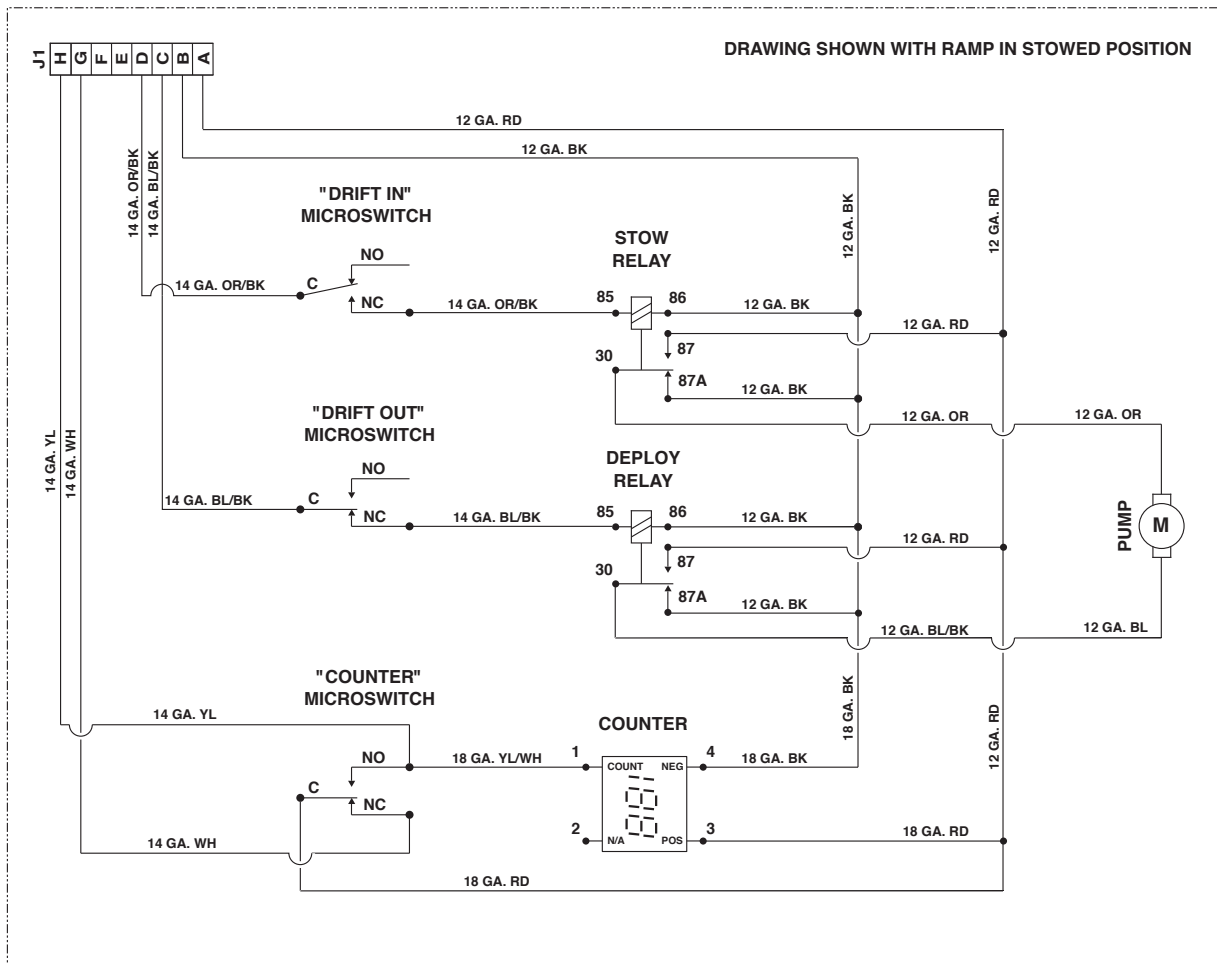 DRAWING SHOWN WITH RAMP IN STOWED POSITION
J1
H G F E D C B A
12 GA. RD
12 GA. BK
14 GA. OR/BK
14 GA. BL/BK
12 GA. BK
12 GA. RD
"DRIFT IN"
MICROSWITCH
STOW
RELAY
NO
C
14 GA. OR/BK
NC
14 GA. OR/BK
85
86
12 GA. BK
12 GA. RD
87
30
87A
12 GA. BK
"DRIFT OUT"
MICROSWITCH
12 GA. OR
12 GA. OR
14 GA. YL
14 GA. WH
DEPLOY
RELAY
NO
14 GA. BL/BK
C
NC
14 GA. BL/BK
85
86
12 GA. BK
PUMP
M
12 GA. RD
87
30
87A
12 GA. BK
12 GA. BL/BK
12 GA. BL
"COUNTER"
MICROSWITCH
18 GA. BK
12 GA. RD
14 GA. YL
COUNTER
NO
18 GA. YL/WH
1
4
18 GA. BK
COUNT
NEG
C
NC
2
3
N/A
POS
18 GA. RD
14 GA. WH
18 GA. RD